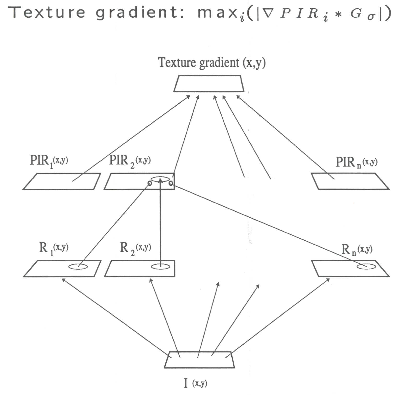 Texture gradient: max_i(|∇ PIR_i * G_σ|)
Texture gradient (x,y)
PIR_1(x,y) PIR_2(x,y) PIR_n(x,y)
R_1(x,y) R_2(x,y) R_n(x,y)
I (x,y)